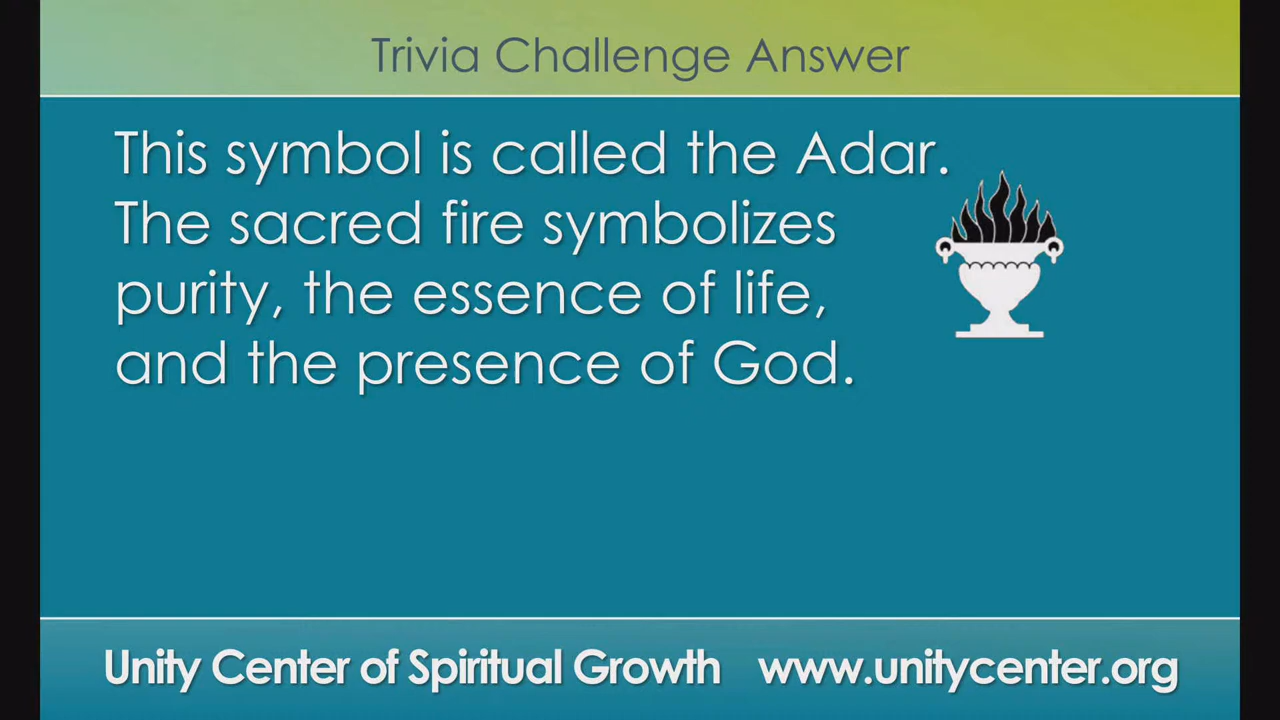 Trivia Challenge Answer
This symbol is called the Adar.
The sacred fire symbolizes
purity, the essence of life,
and the presence of God.
Unity Center of Spiritual Growth www.unitycenter.org